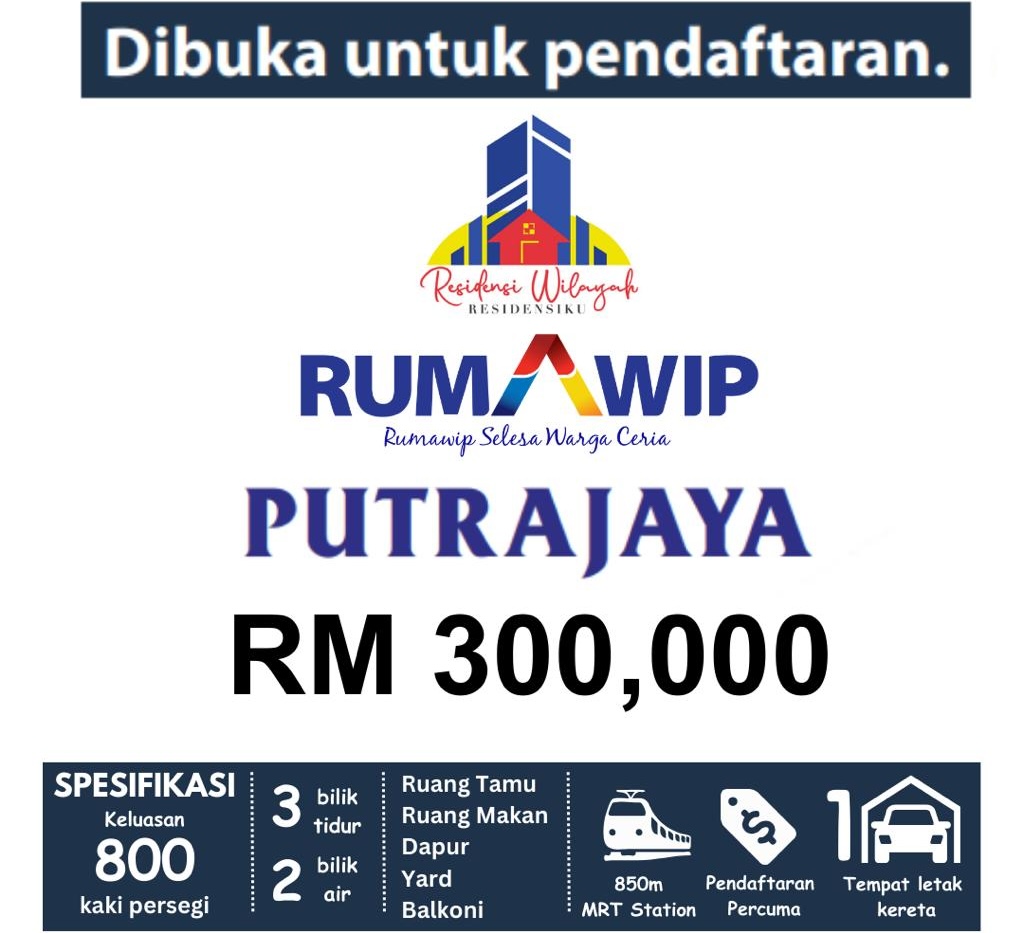 Dibuka untuk pendaftaran.
Residensi Wilayah
RESIDENSIKU
RUMAWIP
Rumawip Selesa Warga Ceria
PUTRAJAYA
RM 300,000
SPESIFIKASI
Keluasan
800
kaki persegi
3 bilik
tidur
2 bilik
air
Ruang Tamu
Ruang Makan
Dapur
Yard
Balkoni
850m
MRT Station
$
Pendaftaran
Percuma
1
Tempat letak
kereta